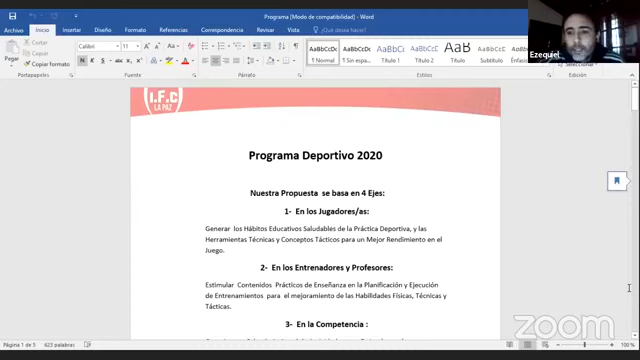 Programa [Modo de compatibilidad] - Word
Archivo Inicio Insertar Diseño Formato Referencias Correspondencia Revisar Vista ¿Qué desea hacer?
Pegar
Cortar
Copiar
Copiar formato
Portapapeles
Calibri 11
Fuente
Párrafo
AaBbCcDc AaBbCcDc AaBbCc AaBbCcD AaB AaBbCcD AaBbCcDc
¶ Normal ¶ Sin espa... Título 1 Título 2 Título Subtítulo Énfasis
Estilos
Seleccionar
Edición
Ezequiel
I.F.C
LA PAZ
Programa Deportivo 2020
Nuestra Propuesta se basa en 4 Ejes:
1- En los Jugadores/as:
Generar los Hábitos Educativos Saludables de la Práctica Deportiva, y las
Herramientas Técnicas y Conceptos Tácticos para un Mejor Rendimiento en el
Juego.
2- En los Entrenadores y Profesores:
Estimular Contenidos Prácticos de Enseñanza en la Planificación y Ejecución
de Entrenamientos para el mejoramiento de las Habilidades Físicas, Técnicas y
Tácticas.
3- En la Competencia :
zoom
Página 1 de 5 623 palabras
100 %